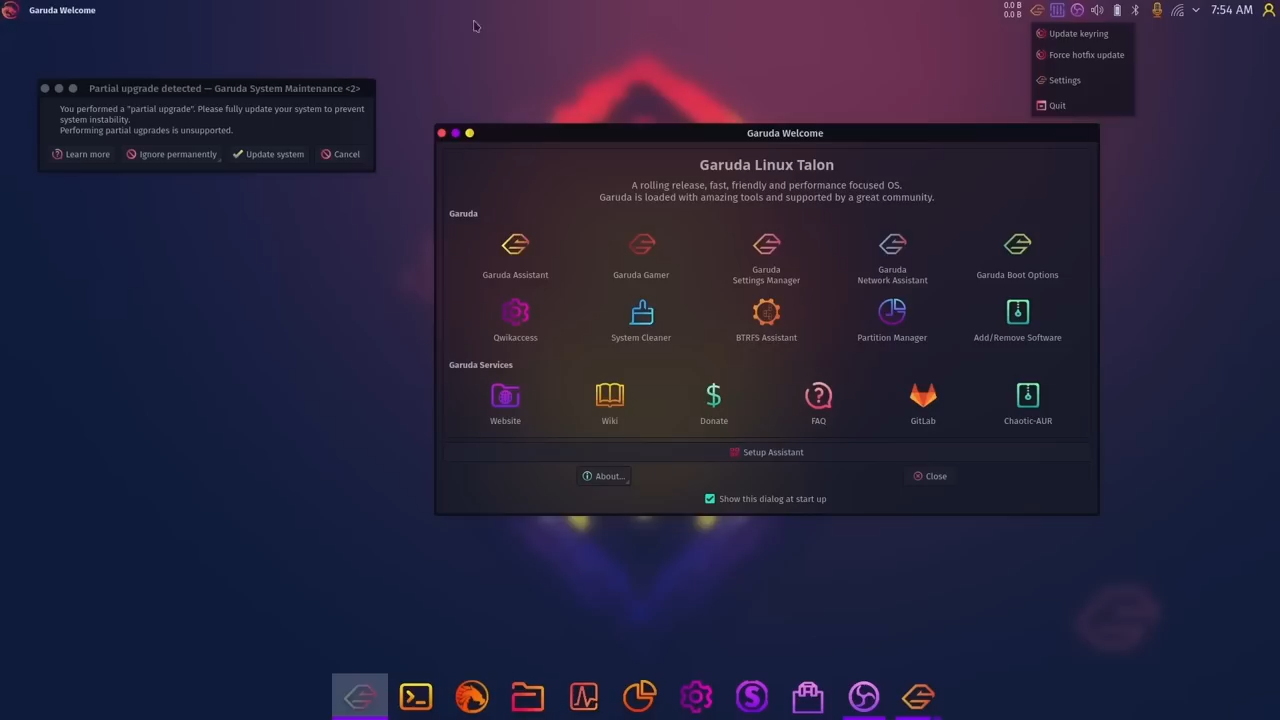 Garuda Welcome
0.0 B
0.0 B
7:54 AM
Update keyring
Force hotfix update
Settings
Quit
Partial upgrade detected — Garuda System Maintenance <2>
You performed a "partial upgrade". Please fully update your system to prevent
system instability.
Performing partial ugprades is unsupported.
Learn more
Ignore permanently
Update system
Cancel
Garuda Welcome
Garuda Linux Talon
A rolling release, fast, friendly and performance focused OS.
Garuda is loaded with amazing tools and supported by a great community.
Garuda
Garuda Assistant
Garuda Gamer
Garuda
Settings Manager
Garuda
Network Assistant
Garuda Boot Options
Qwikaccess
System Cleaner
BTRFS Assistant
Partition Manager
Add/Remove Software
Garuda Services
Website
Wiki
Donate
FAQ
GitLab
Chaotic-AUR
Setup Assistant
About...
Close
Show this dialog at start up